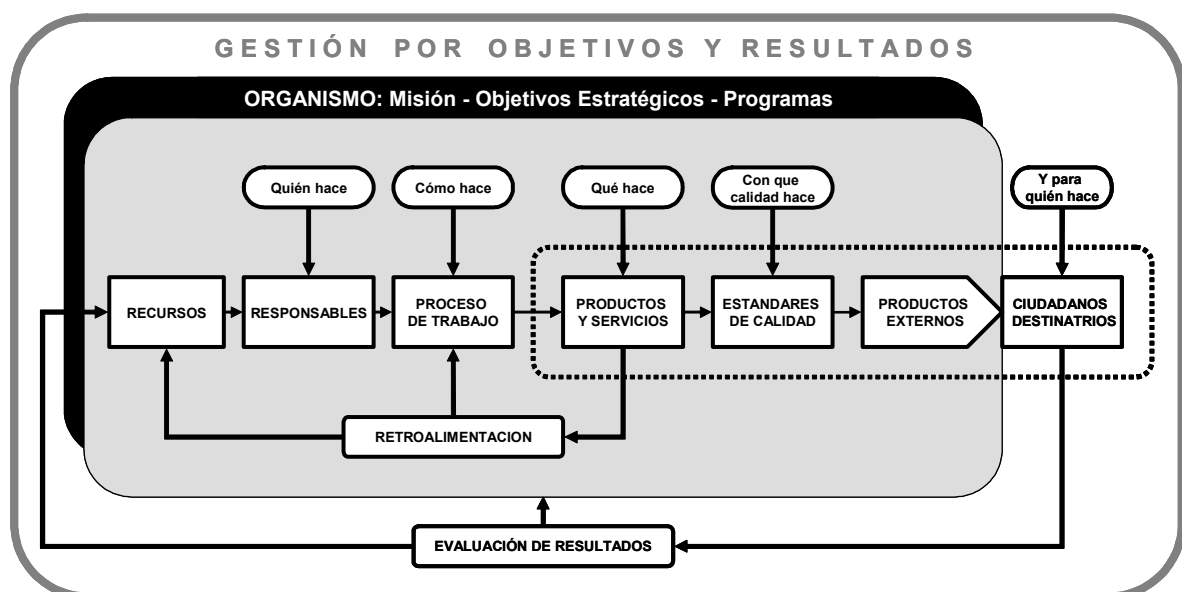 GESTIÓN POR OBJETIVOS Y RESULTADOS
ORGANISMO: Misión - Objetivos Estratégicos - Programas
Quién hace
Cómo hace
Qué hace
Con que
calidad hace
Y para
quién hace
RECURSOS
RESPONSABLES
PROCESO
DE TRABAJO
PRODUCTOS
Y SERVICIOS
ESTANDARES
DE CALIDAD
PRODUCTOS
EXTERNOS
CIUDADANOS
DESTINATRIOS
RETROALIMENTACION
EVALUACIÓN DE RESULTADOS